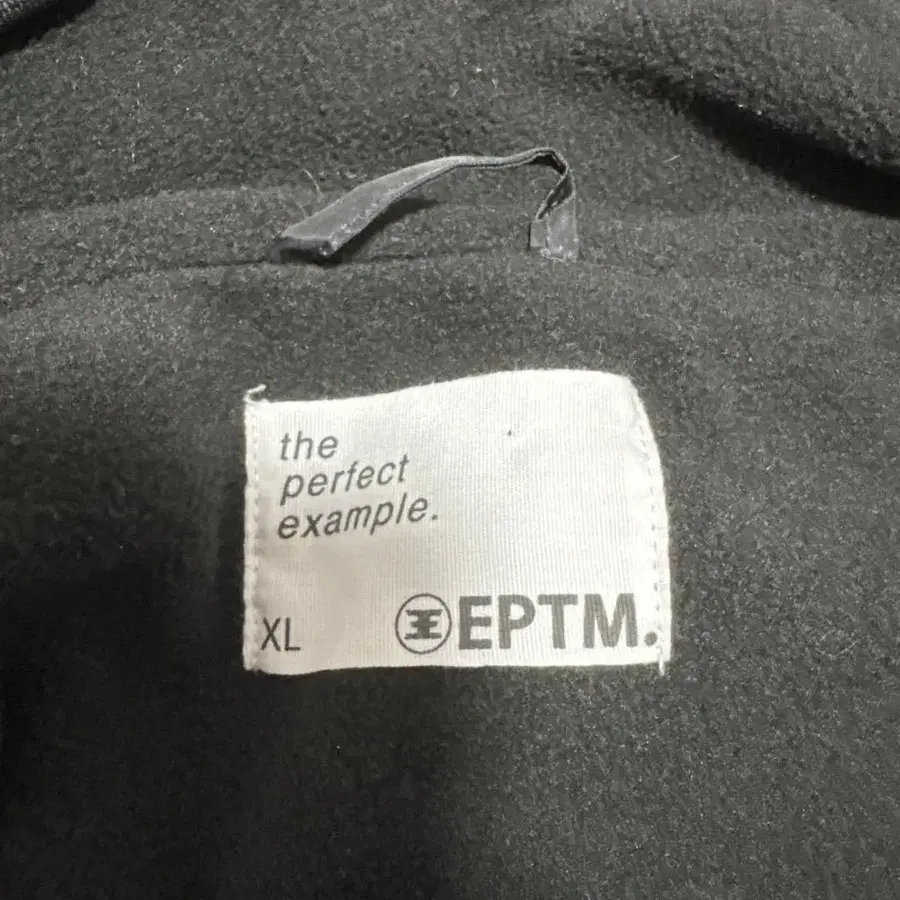 the
perfect
example.
XL
EPTM.